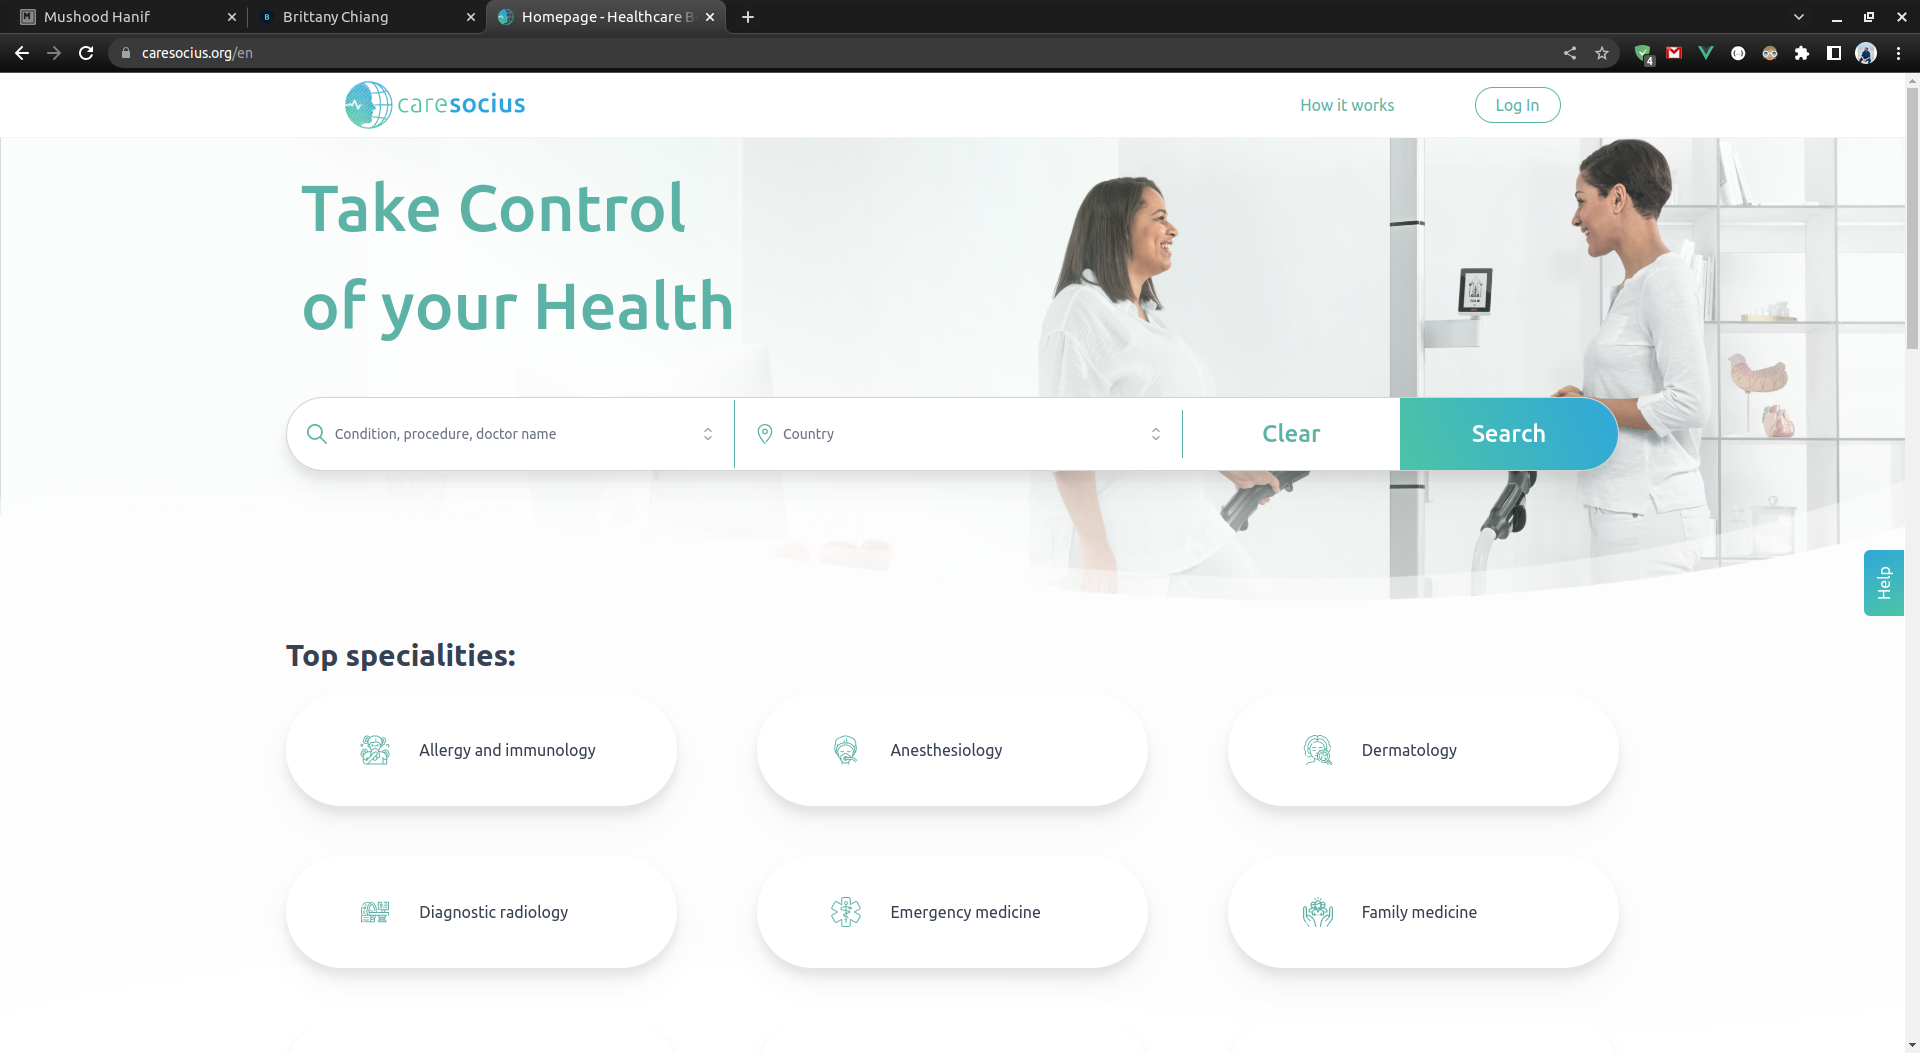 Mushood Hanif
Brittany Chiang
Homepage - Healthcare B
caresocius.org/en
4
caresocius
How it works
Log In
Take Control
of your Health
Condition, procedure, doctor name
Country
Clear
Search
Help
Top specialities:
Allergy and immunology
Anesthesiology
Dermatology
Diagnostic radiology
Emergency medicine
Family medicine